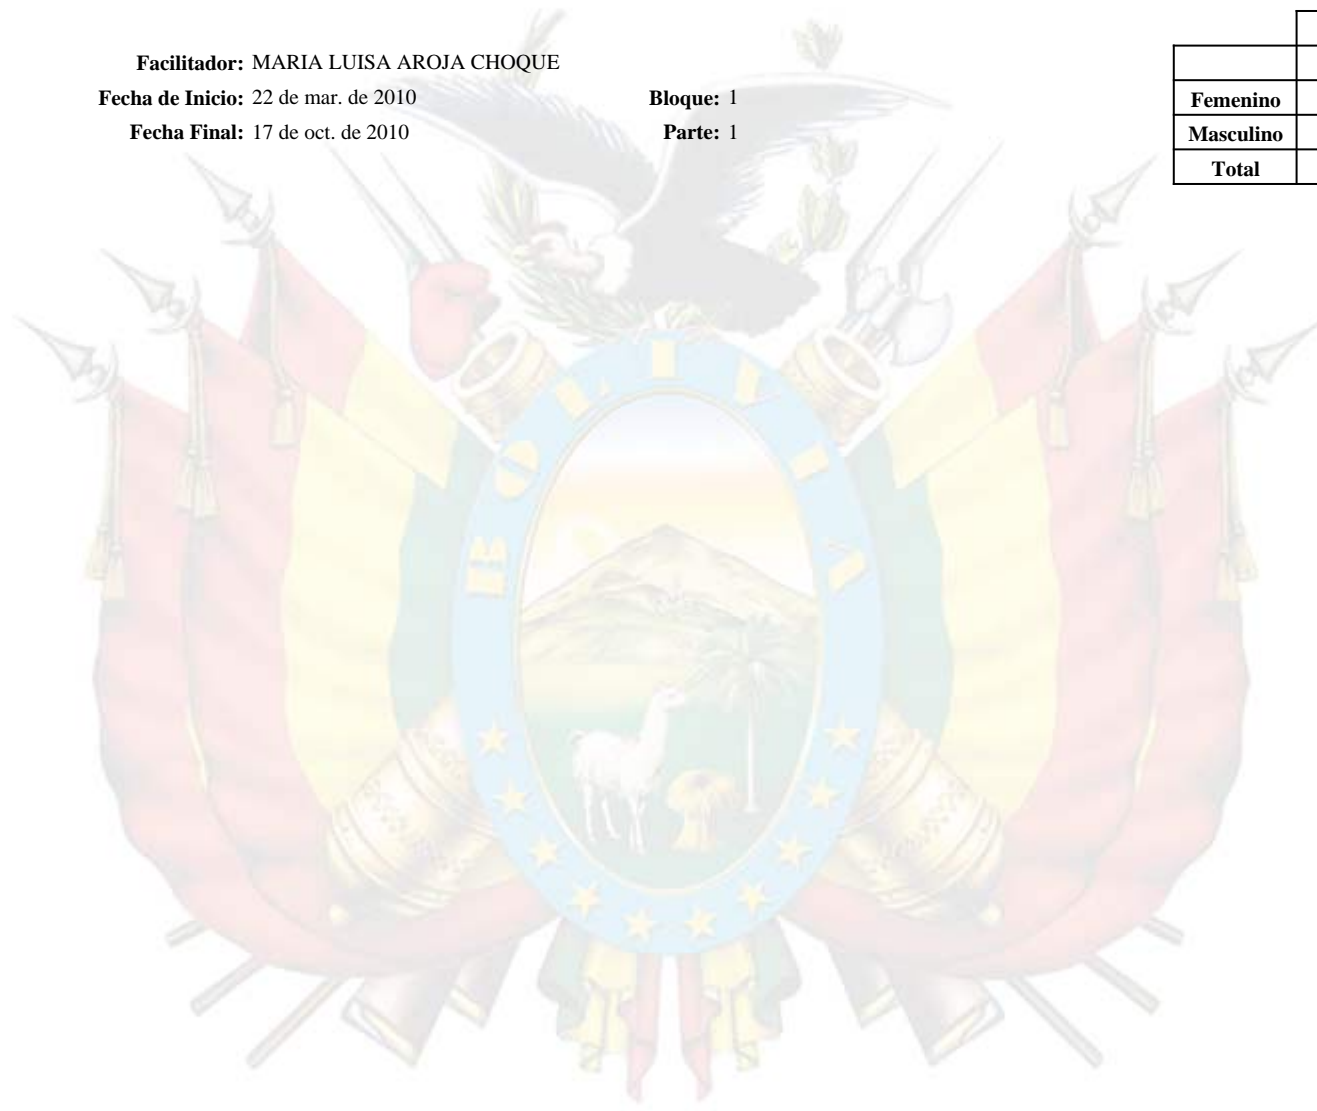 Facilitador: MARIA LUISA AROJA CHOQUE
Fecha de Inicio: 22 de mar. de 2010 Bloque: 1
Fecha Final: 17 de oct. de 2010 Parte: 1
Femenino
Masculino
Total
BOLIVIA